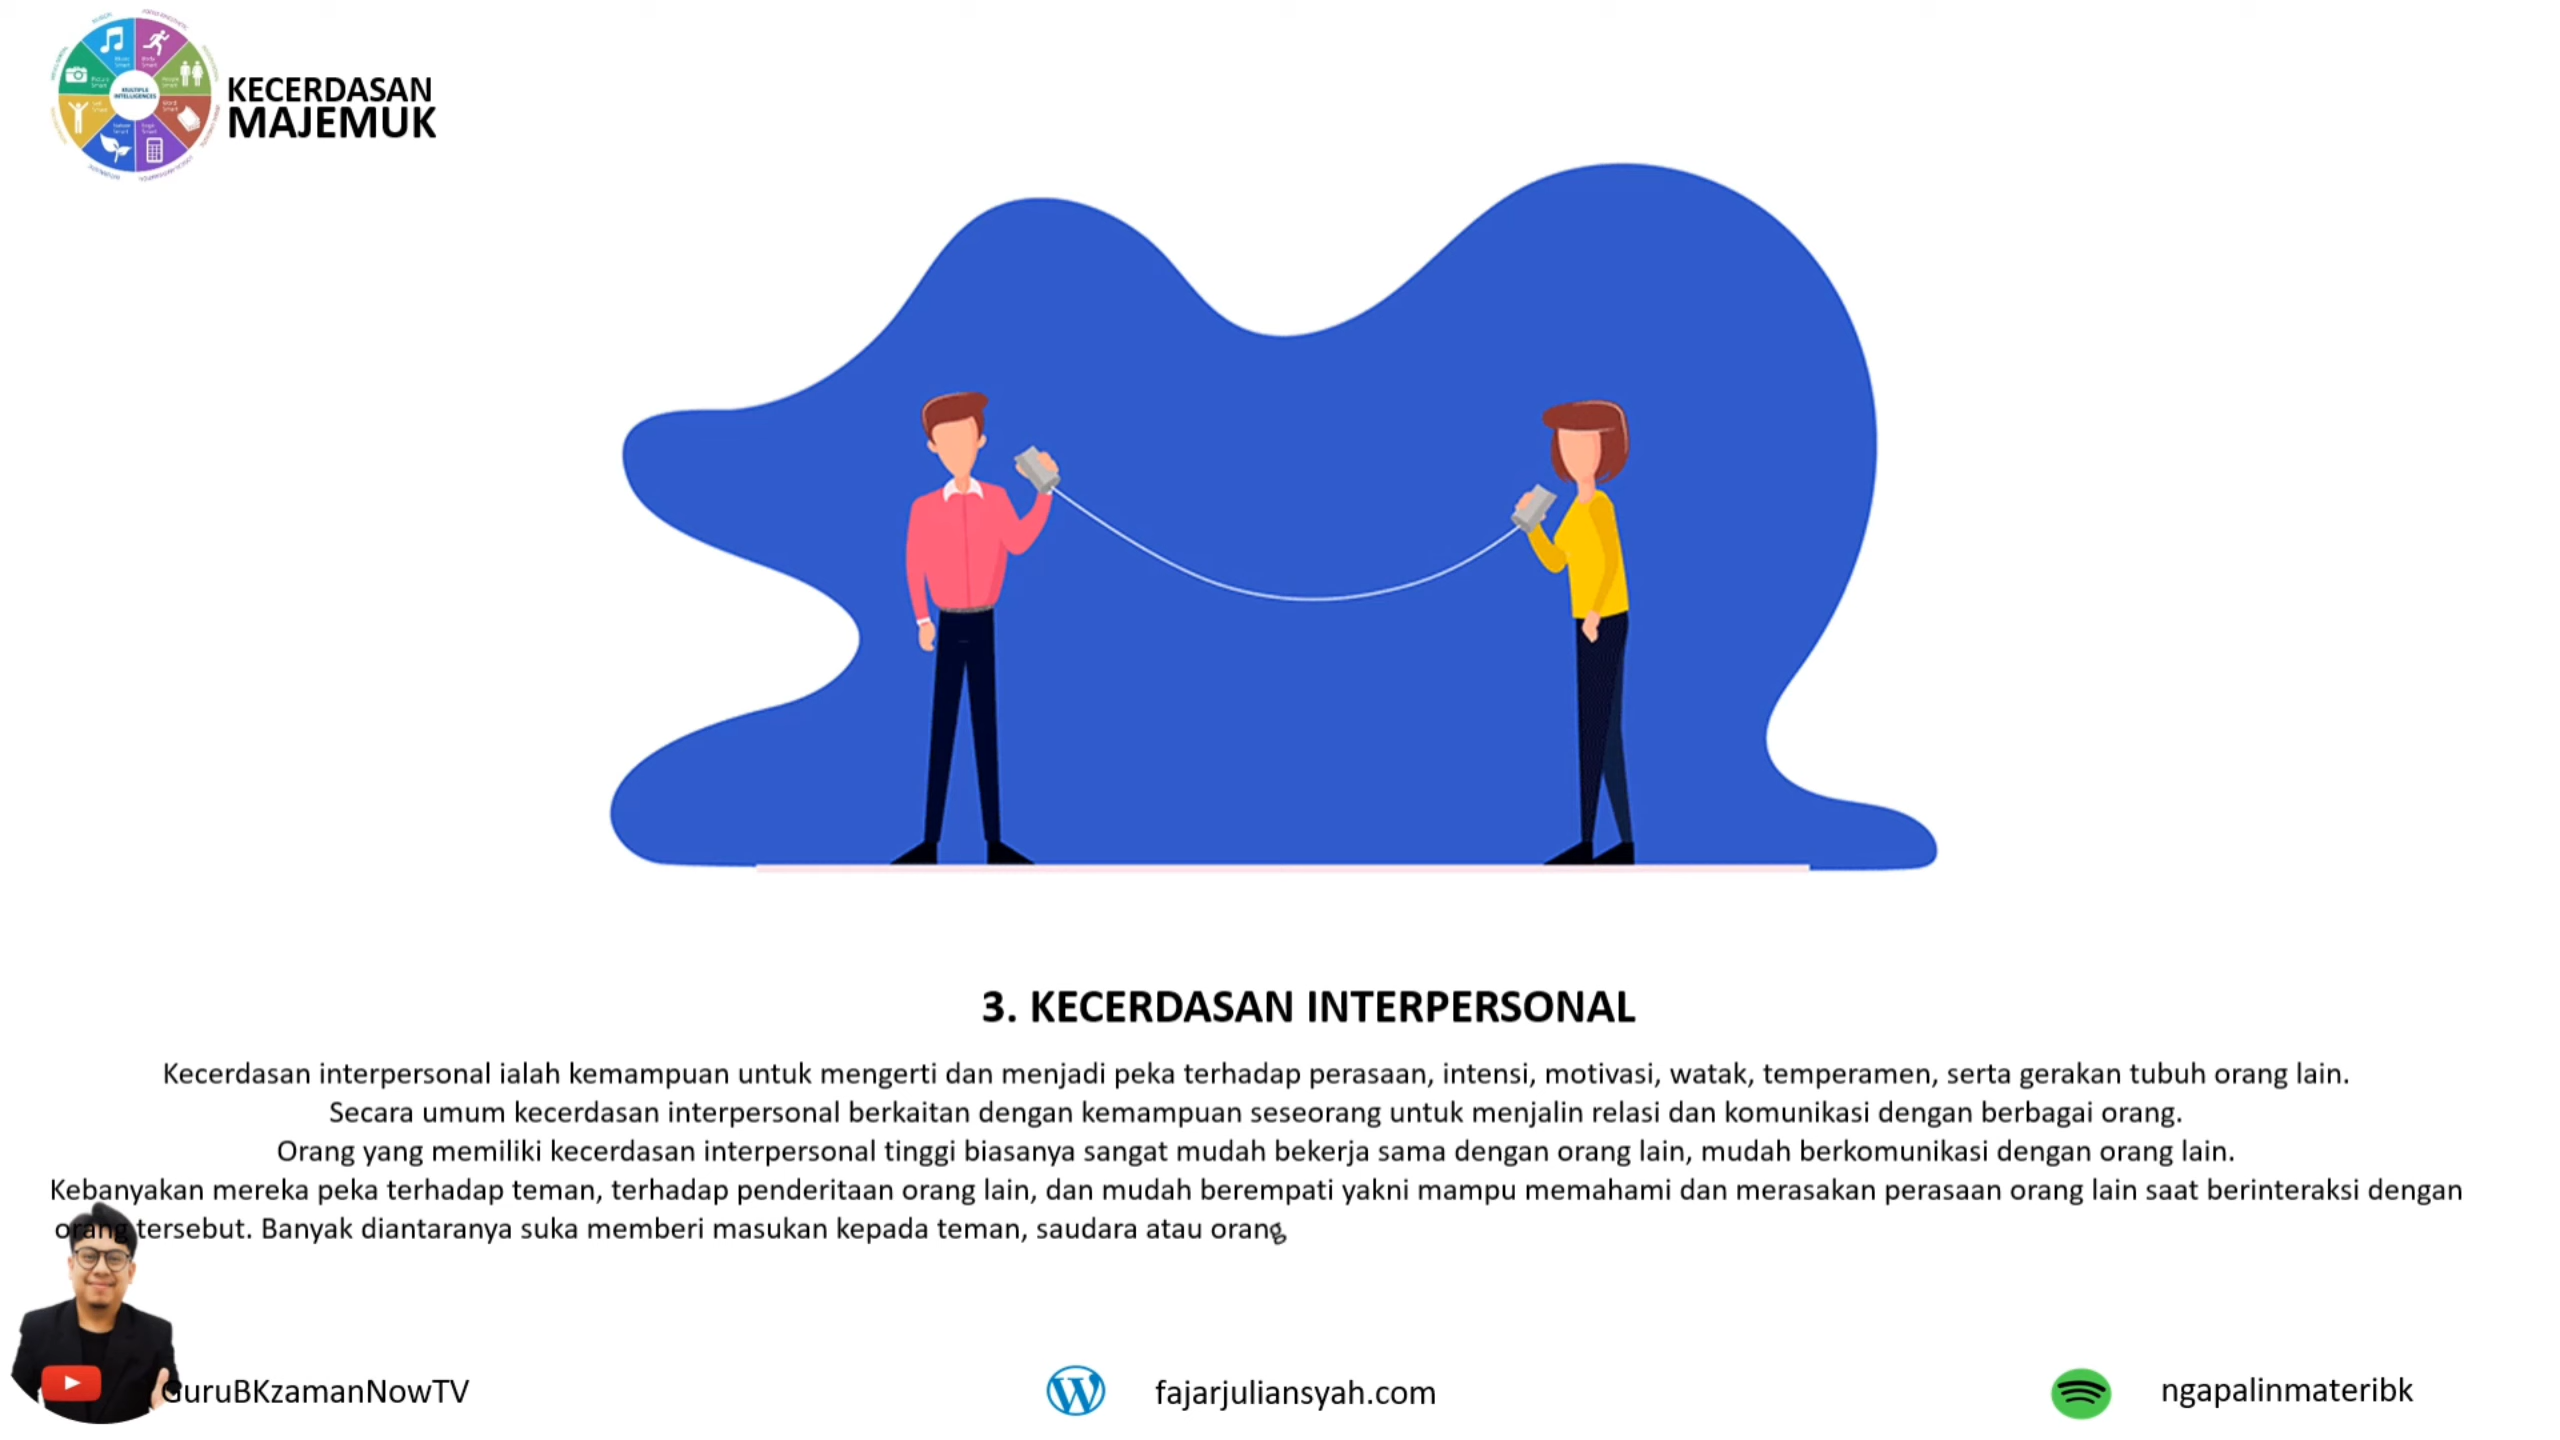 MULTIPLE
INTELLIGENCES
KECERDASAN
MAJEMUK
3. KECERDASAN INTERPERSONAL
Kecerdasan interpersonal ialah kemampuan untuk mengerti dan menjadi peka terhadap perasaan, intensi, motivasi, watak, temperamen, serta gerakan tubuh orang lain.
Secara umum kecerdasan interpersonal berkaitan dengan kemampuan seseorang untuk menjalin relasi dan komunikasi dengan berbagai orang.
Orang yang memiliki kecerdasan interpersonal tinggi biasanya sangat mudah bekerja sama dengan orang lain, mudah berkomunikasi dengan orang lain.
Kebanyakan mereka peka terhadap teman, terhadap penderitaan orang lain, dan mudah berempati yakni mampu memahami dan merasakan perasaan orang lain saat berinteraksi dengan
orang tersebut. Banyak diantaranya suka memberi masukan kepada teman, saudara atau orang
GuruBKzamanNowTV
fajarjuliansyah.com
ngapalinmateribk